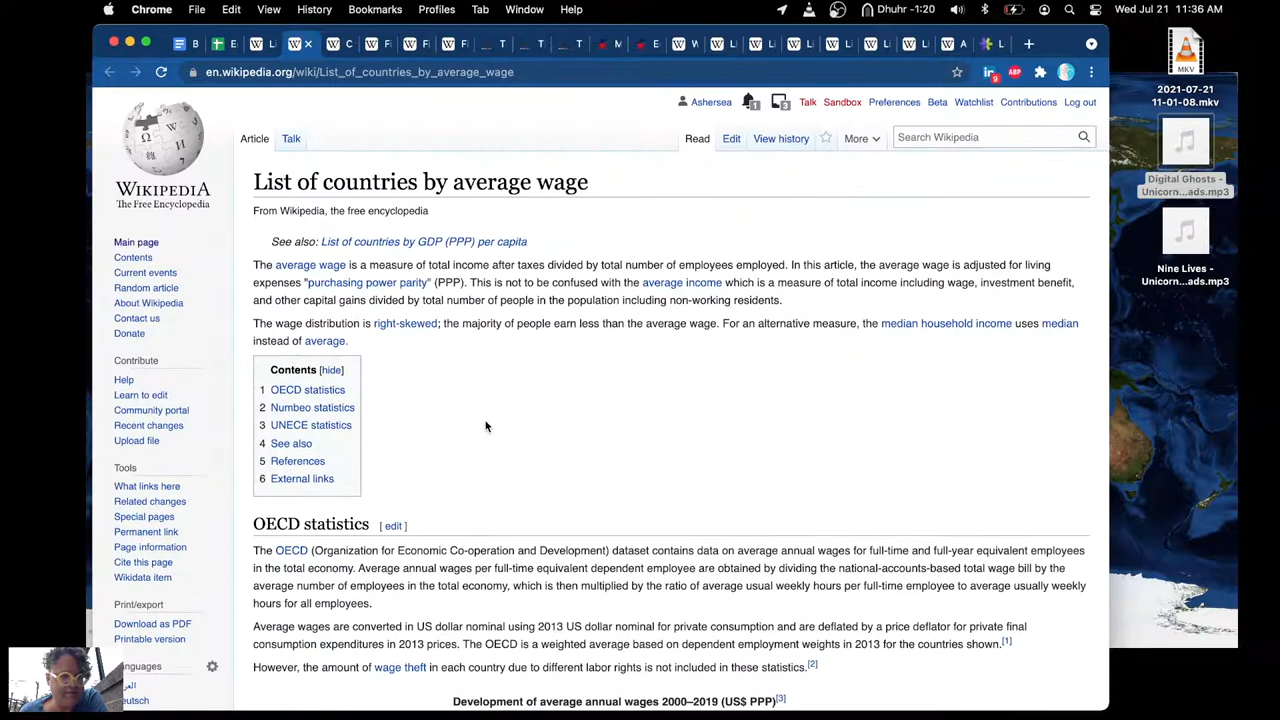 Chrome File Edit View History Bookmarks Profiles Tab Window Help Dhuhr -1:20 Wed Jul 21 11:36 AM
en.wikipedia.org/wiki/List_of_countries_by_average_wage
9 ABP
MKV
2021-07-21
11-01-08.mkv
Digital Ghosts -
Unicorn...ads.mp3
Nine Lives -
Unicorn...ads.mp3
WIKIPEDIA
The Free Encyclopedia
Main page
Contents
Current events
Random article
About Wikipedia
Contact us
Donate
Contribute
Help
Learn to edit
Community portal
Recent changes
Upload file
Tools
What links here
Related changes
Special pages
Permanent link
Page information
Cite this page
Wikidata item
Print/export
Download as PDF
Printable version
anguages
العر
eutsch
Ashersea 1 3 Talk Sandbox Preferences Beta Watchlist Contributions Log out
Article Talk Read Edit View history More Search Wikipedia
List of countries by average wage
From Wikipedia, the free encyclopedia
See also: List of countries by GDP (PPP) per capita
The average wage is a measure of total income after taxes divided by total number of employees employed. In this article, the average wage is adjusted for living
expenses "purchasing power parity" (PPP). This is not to be confused with the average income which is a measure of total income including wage, investment benefit,
and other capital gains divided by total number of people in the population including non-working residents.
The wage distribution is right-skewed; the majority of people earn less than the average wage. For an alternative measure, the median household income uses median
instead of average.
Contents [hide]
1 OECD statistics
2 Numbeo statistics
3 UNECE statistics
4 See also
5 References
6 External links
OECD statistics [ edit ]
The OECD (Organization for Economic Co-operation and Development) dataset contains data on average annual wages for full-time and full-year equivalent employees
in the total economy. Average annual wages per full-time equivalent dependent employee are obtained by dividing the national-accounts-based total wage bill by the
average number of employees in the total economy, which is then multiplied by the ratio of average usual weekly hours per full-time employee to average usually weekly
hours for all employees.
Average wages are converted in US dollar nominal using 2013 US dollar nominal for private consumption and are deflated by a price deflator for private final
consumption expenditures in 2013 prices. The OECD is a weighted average based on dependent employment weights in 2013 for the countries shown.[1]
However, the amount of wage theft in each country due to different labor rights is not included in these statistics.[2]
Development of average annual wages 2000–2019 (US$ PPP)[3]